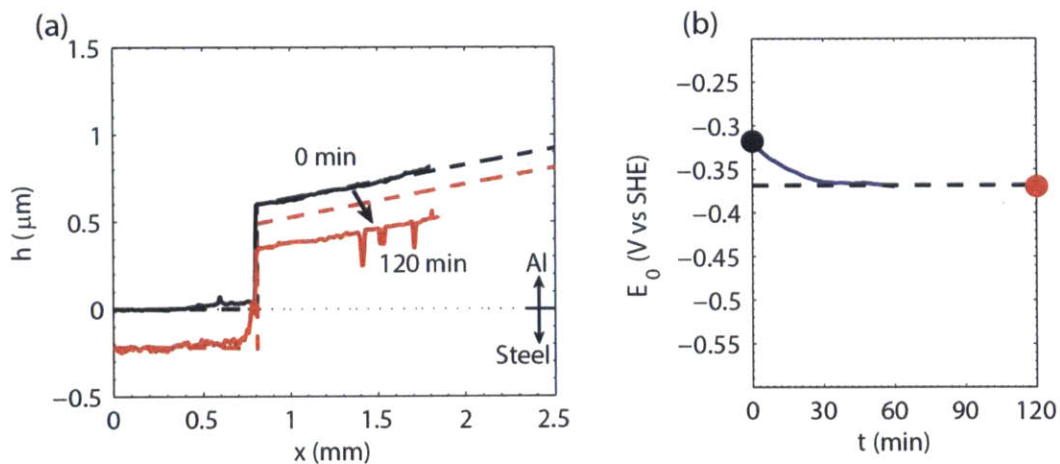 (a)
1.5
1
0.5
0
−0.5
h (μm)
0 min
120 min
Al
Steel
0
0.5
1
1.5
2
2.5
x (mm)
(b)
−0.25
−0.3
−0.35
−0.4
−0.45
−0.5
−0.55
E0 (V vs SHE)
0
30
60
90
120
t (min)